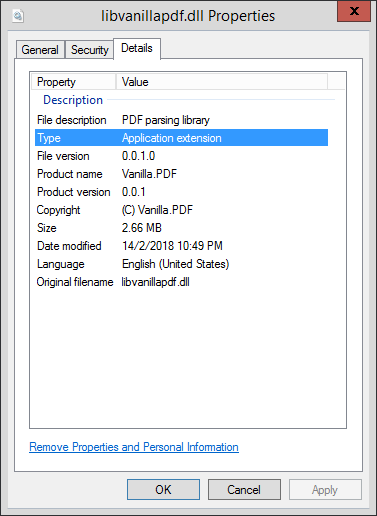 libvanillapdf.dll Properties
x
General Security Details
Property Value
Description
File description PDF parsing library
Type Application extension
File version 0.0.1.0
Product name Vanilla.PDF
Product version 0.0.1
Copyright (C) Vanilla.PDF
Size 2.66 MB
Date modified 14/2/2018 10:49 PM
Language English (United States)
Original filename libvanillapdf.dll
Remove Properties and Personal Information
OK Cancel Apply